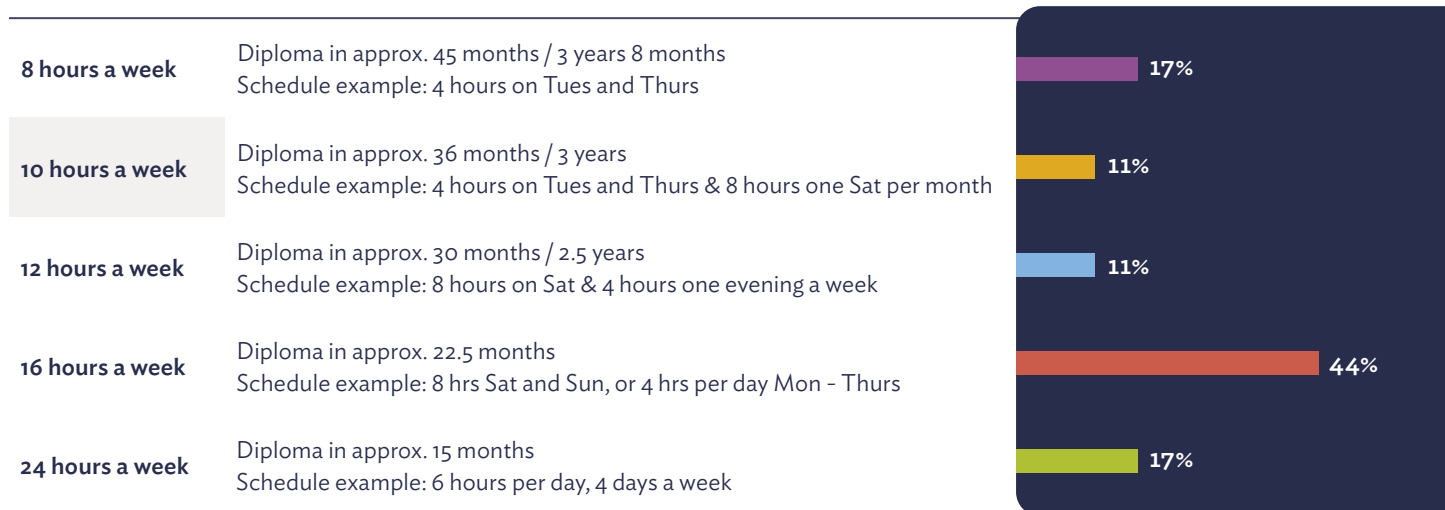 8 hours a week
Diploma in approx. 45 months / 3 years 8 months
Schedule example: 4 hours on Tues and Thurs
17%
10 hours a week
Diploma in approx. 36 months / 3 years
Schedule example: 4 hours on Tues and Thurs & 8 hours one Sat per month
11%
12 hours a week
Diploma in approx. 30 months / 2.5 years
Schedule example: 8 hours on Sat & 4 hours one evening a week
11%
16 hours a week
Diploma in approx. 22.5 months
Schedule example: 8 hrs Sat and Sun, or 4 hrs per day Mon - Thurs
44%
24 hours a week
Diploma in approx. 15 months
Schedule example: 6 hours per day, 4 days a week
17%